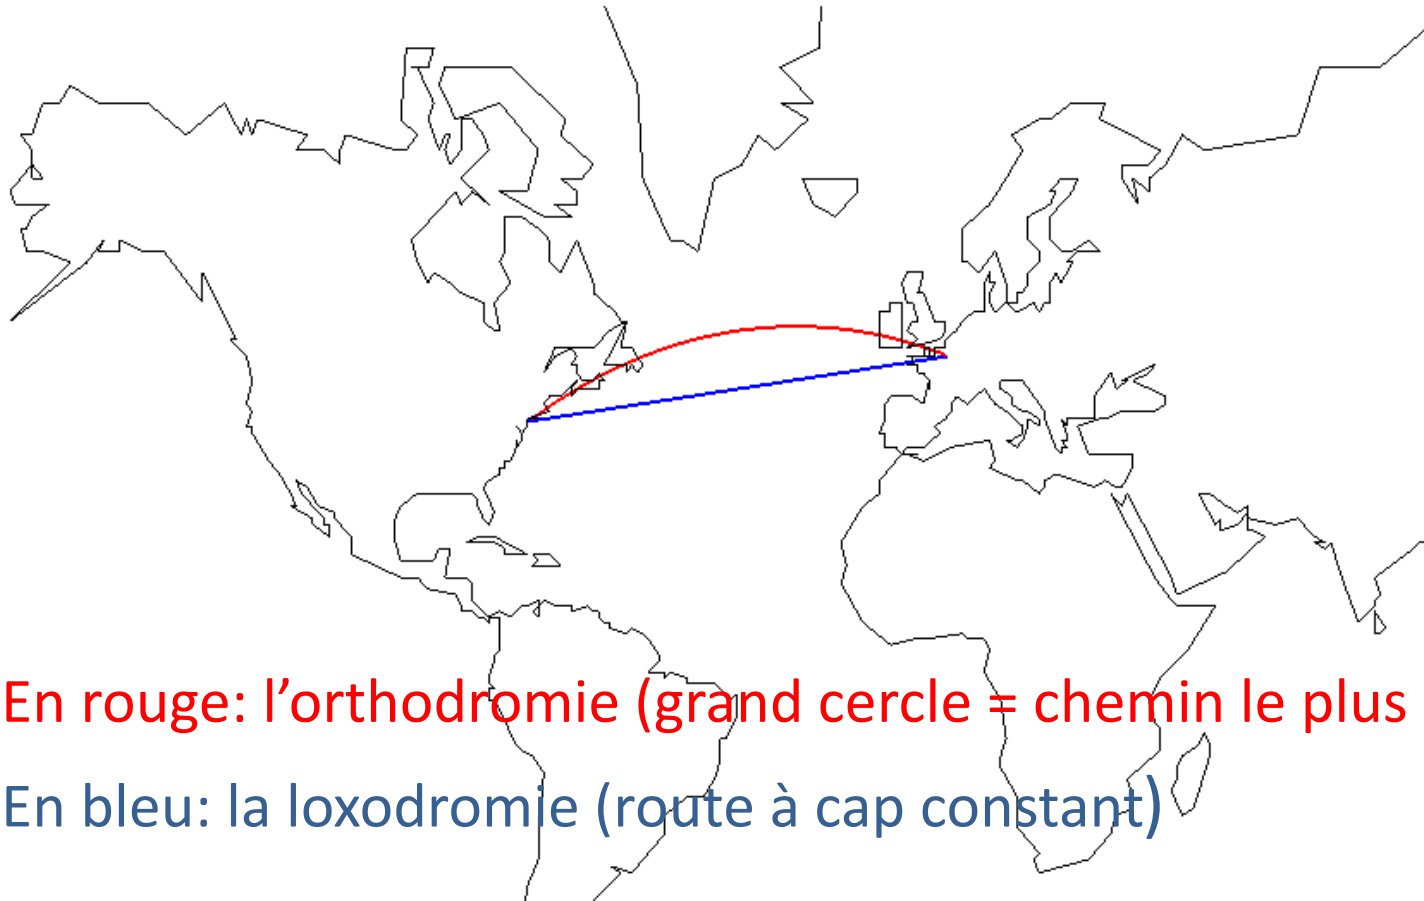 En rouge: l’orthodromie (grand cercle = chemin le plus
En bleu: la loxodromie (route à cap constant)